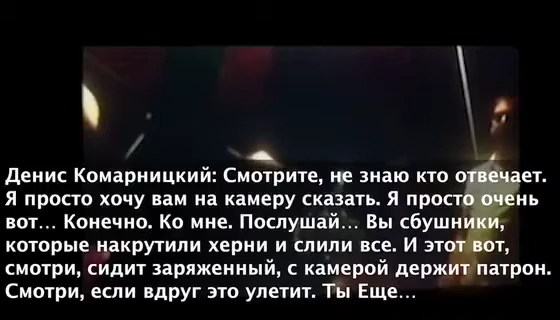 Денис Комарницкий: Смотрите, не знаю кто отвечает.
Я просто хочу вам на камеру сказать. Я просто очень
вот... Конечно. Ко мне. Послушай... Вы сбушники,
которые накрутили херни и слили все. И этот вот,
смотри, сидит заряженный, с камерой держит патрон.
Смотри, если вдруг это улетит. Ты Еще...